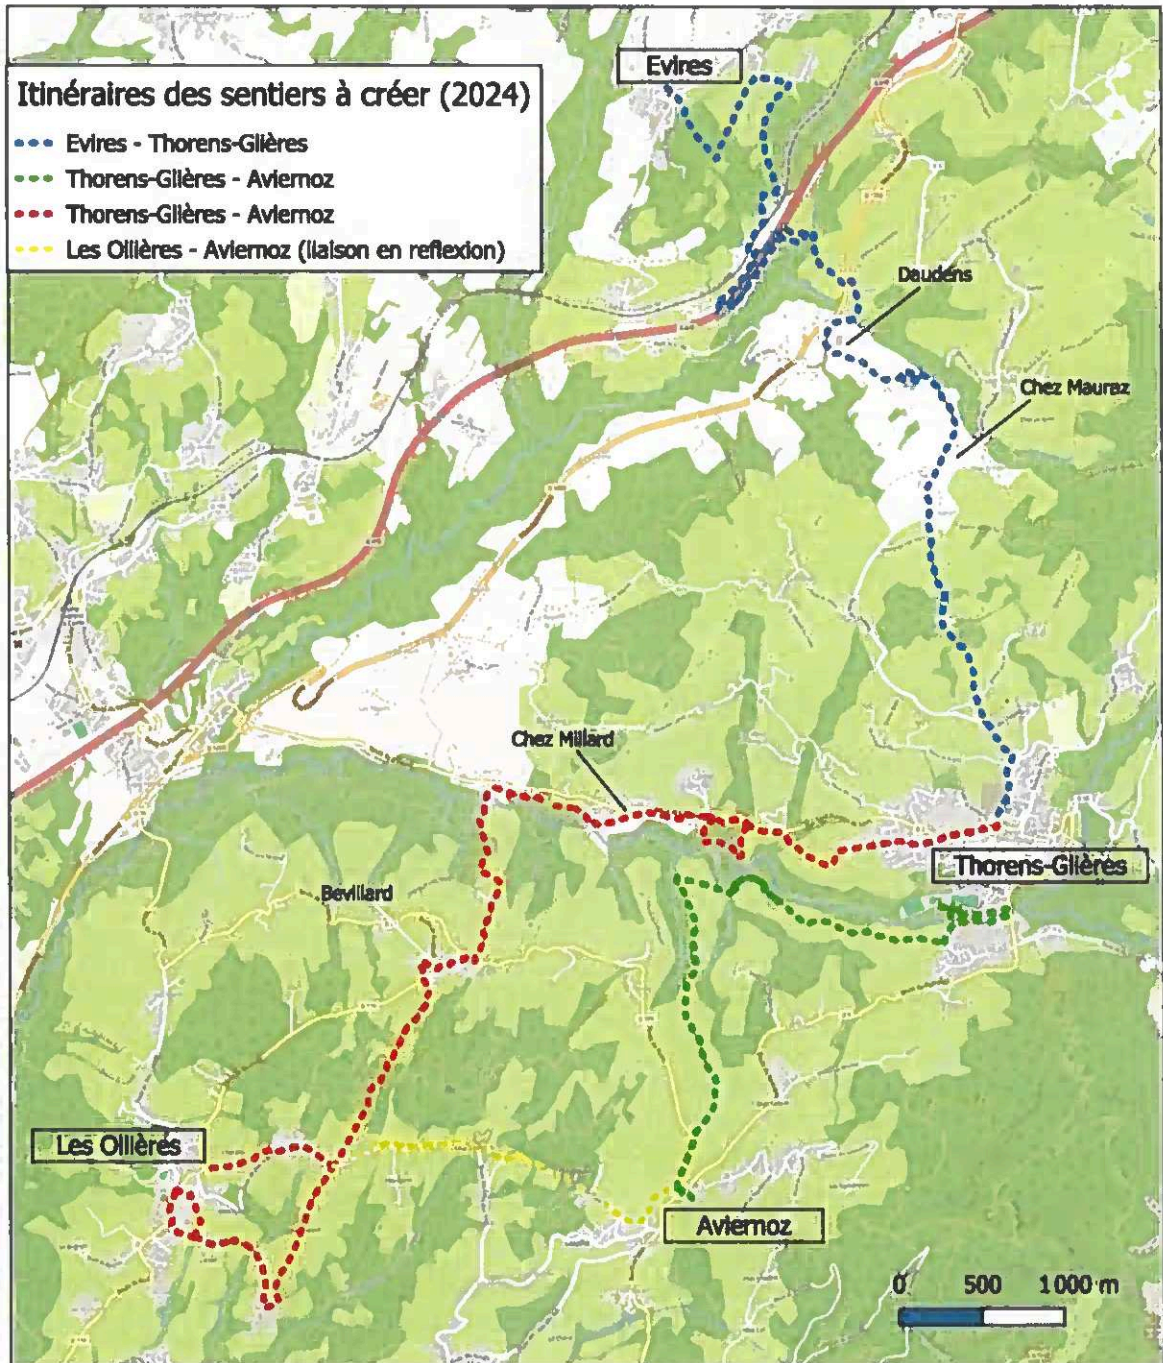 Evires
Itinéraires des sentiers à créer (2024)
Evires - Thorens-Glières
Thorens-Glières - Aviernoz
Thorens-Glières - Aviernoz
Les Ollières - Aviernoz (liaison en reflexion)
Daudens
Chez Mauraz
Chez Millard
Thorens-Glières
Bevillard
Les Ollières
Aviernoz
0 500 1000 m